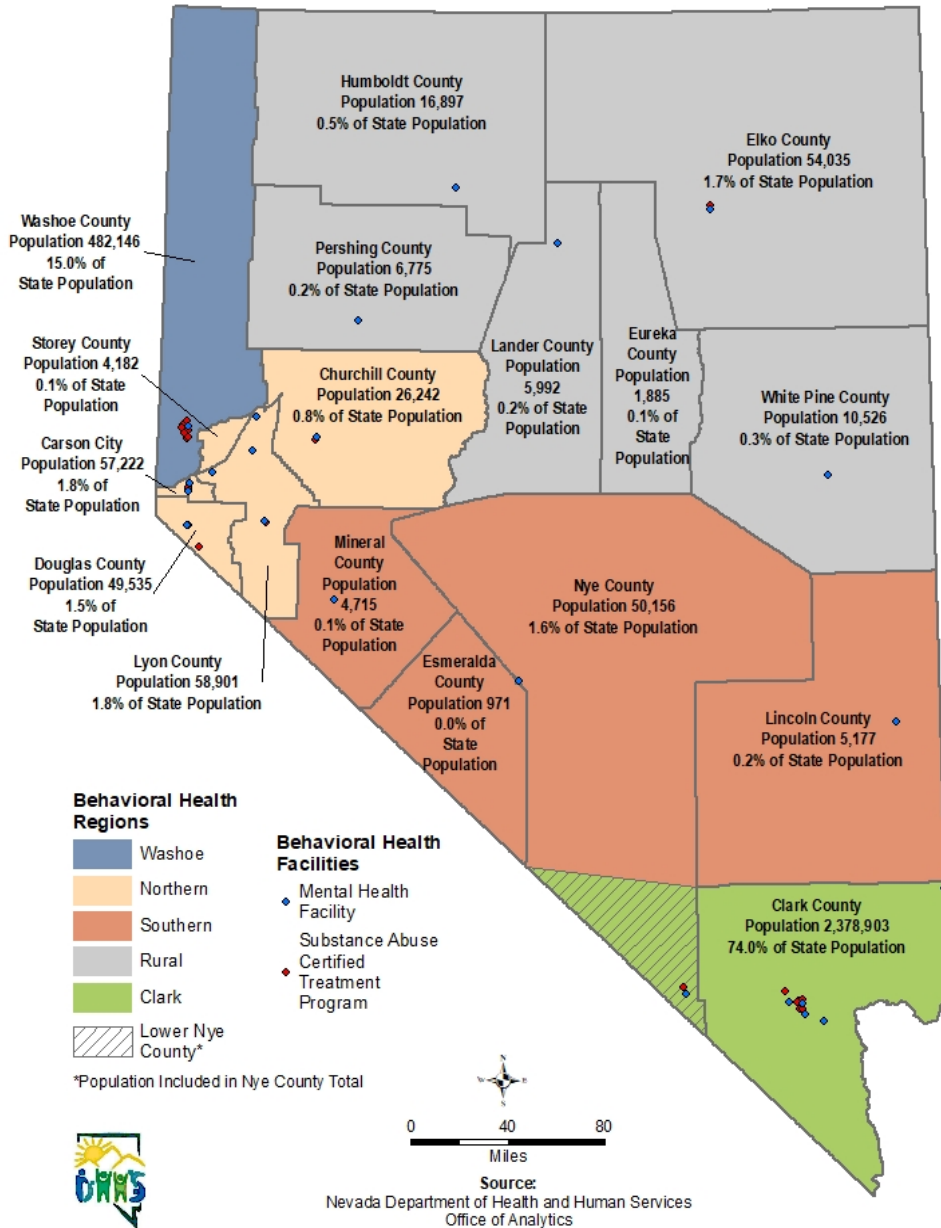 Humboldt County
Population 16,897
0.5% of State Population
Elko County
Population 54,035
1.7% of State Population
Washoe County
Population 482,146
15.0% of
State Population
Pershing County
Population 6,775
0.2% of State Population
Storey County
Population 4,182
0.1% of State
Population
Churchill County
Population 26,242
0.8% of State Population
Lander County
Population
5,992
0.2% of State
Population
Eureka
County
Population
1,885
0.1% of
State
Population
White Pine County
Population 10,526
0.3% of State Population
Carson City
Population 57,222
1.8% of
State Population
Douglas County
Population 49,535
1.5% of
State Population
Lyon County
Population 58,901
1.8% of State Population
Mineral
County
Population
4,715
0.1% of State
Population
Nye County
Population 50,156
1.6% of State Population
Esmeralda
County
Population 971
0.0% of
State
Population
Lincoln County
Population 5,177
0.2% of State Population
Clark County
Population 2,378,903
74.0% of State Population
Behavioral Health
Regions
Washoe
Northern
Southern
Rural
Clark
Lower Nye
County*
*Population Included in Nye County Total
Behavioral Health
Facilities
Mental Health
Facility
Substance Abuse
Certified
Treatment
Program
N
W E
S
0 40 80
Miles
Source:
Nevada Department of Health and Human Services
Office of Analytics
DHHS